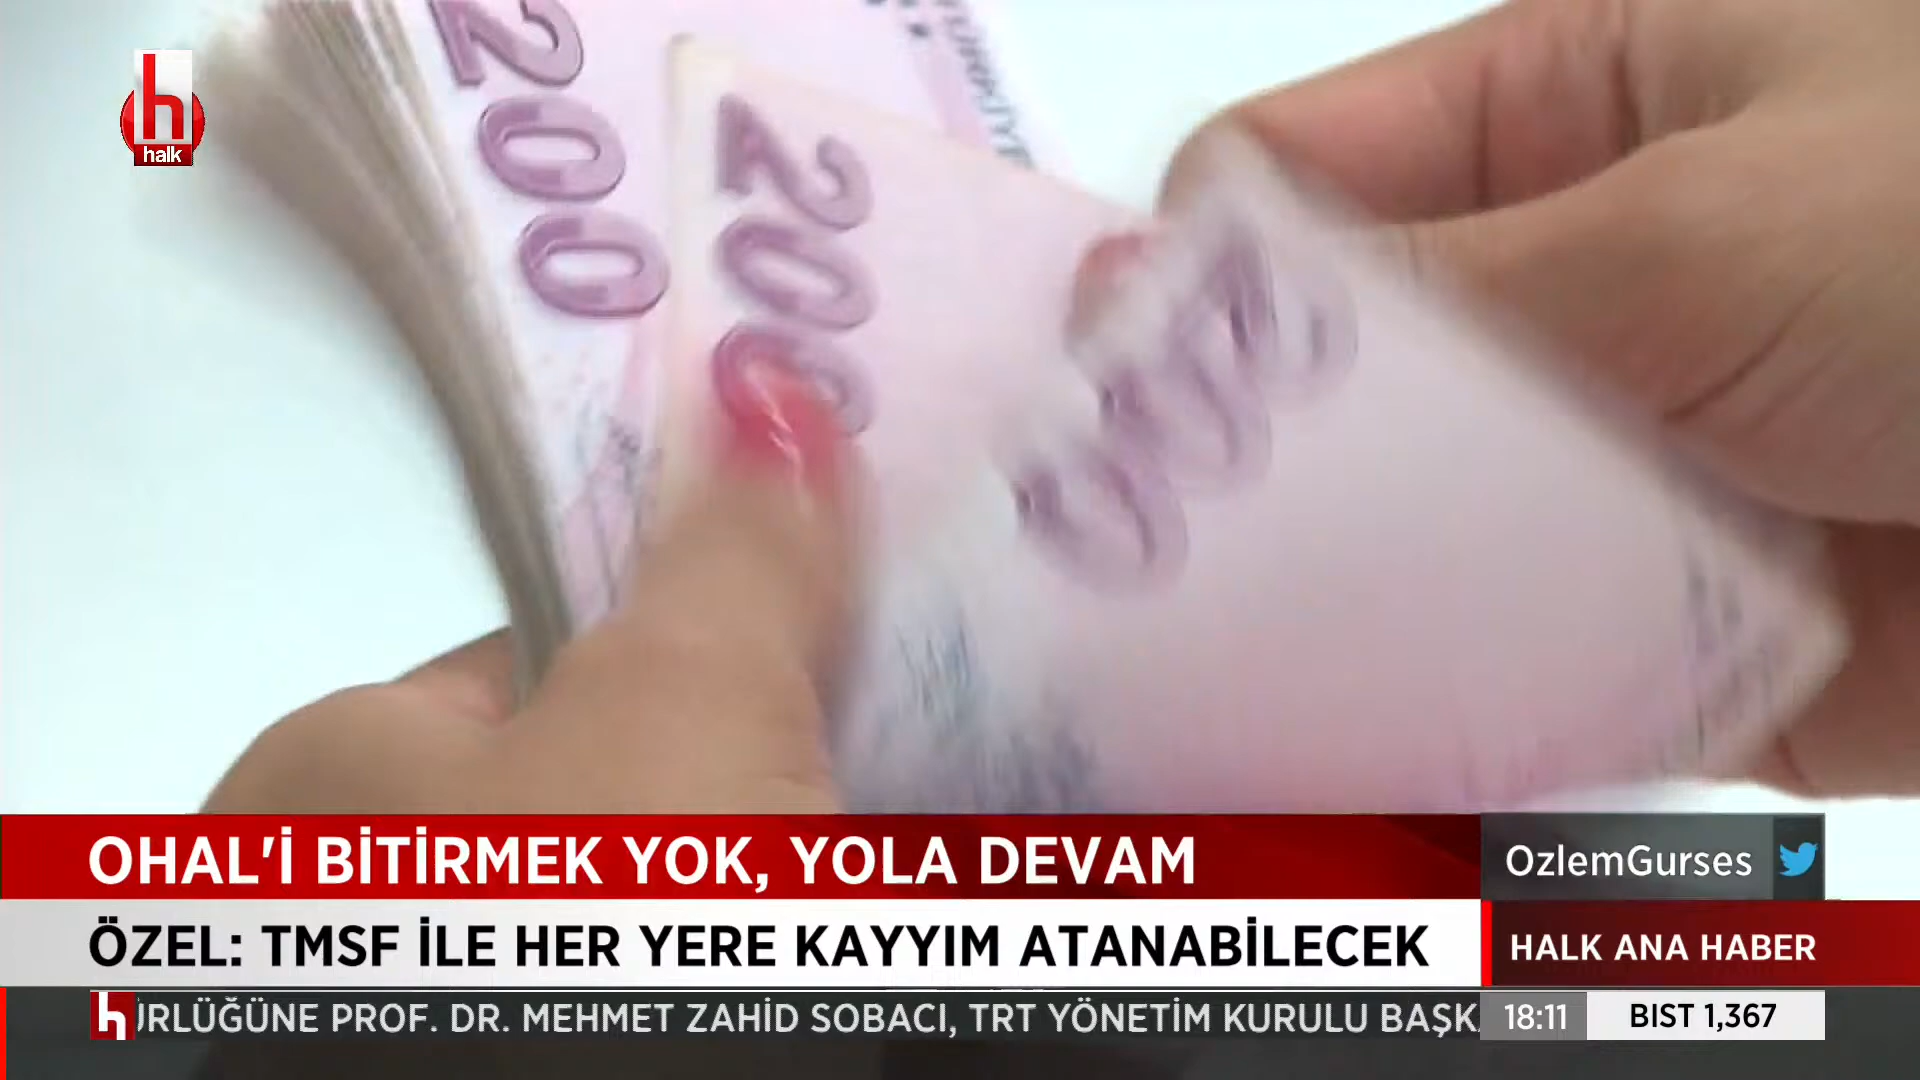 h
halk
200
200
OHAL'İ BİTİRMEK YOK, YOLA DEVAM
OzlemGurses
ÖZEL: TMSF İLE HER YERE KAYYIM ATANABİLECEK
HALK ANA HABER
h
ÜRLÜĞÜNE PROF. DR. MEHMET ZAHİD SOBACI, TRT YÖNETİM KURULU BAŞKA
18:11
BIST 1,367